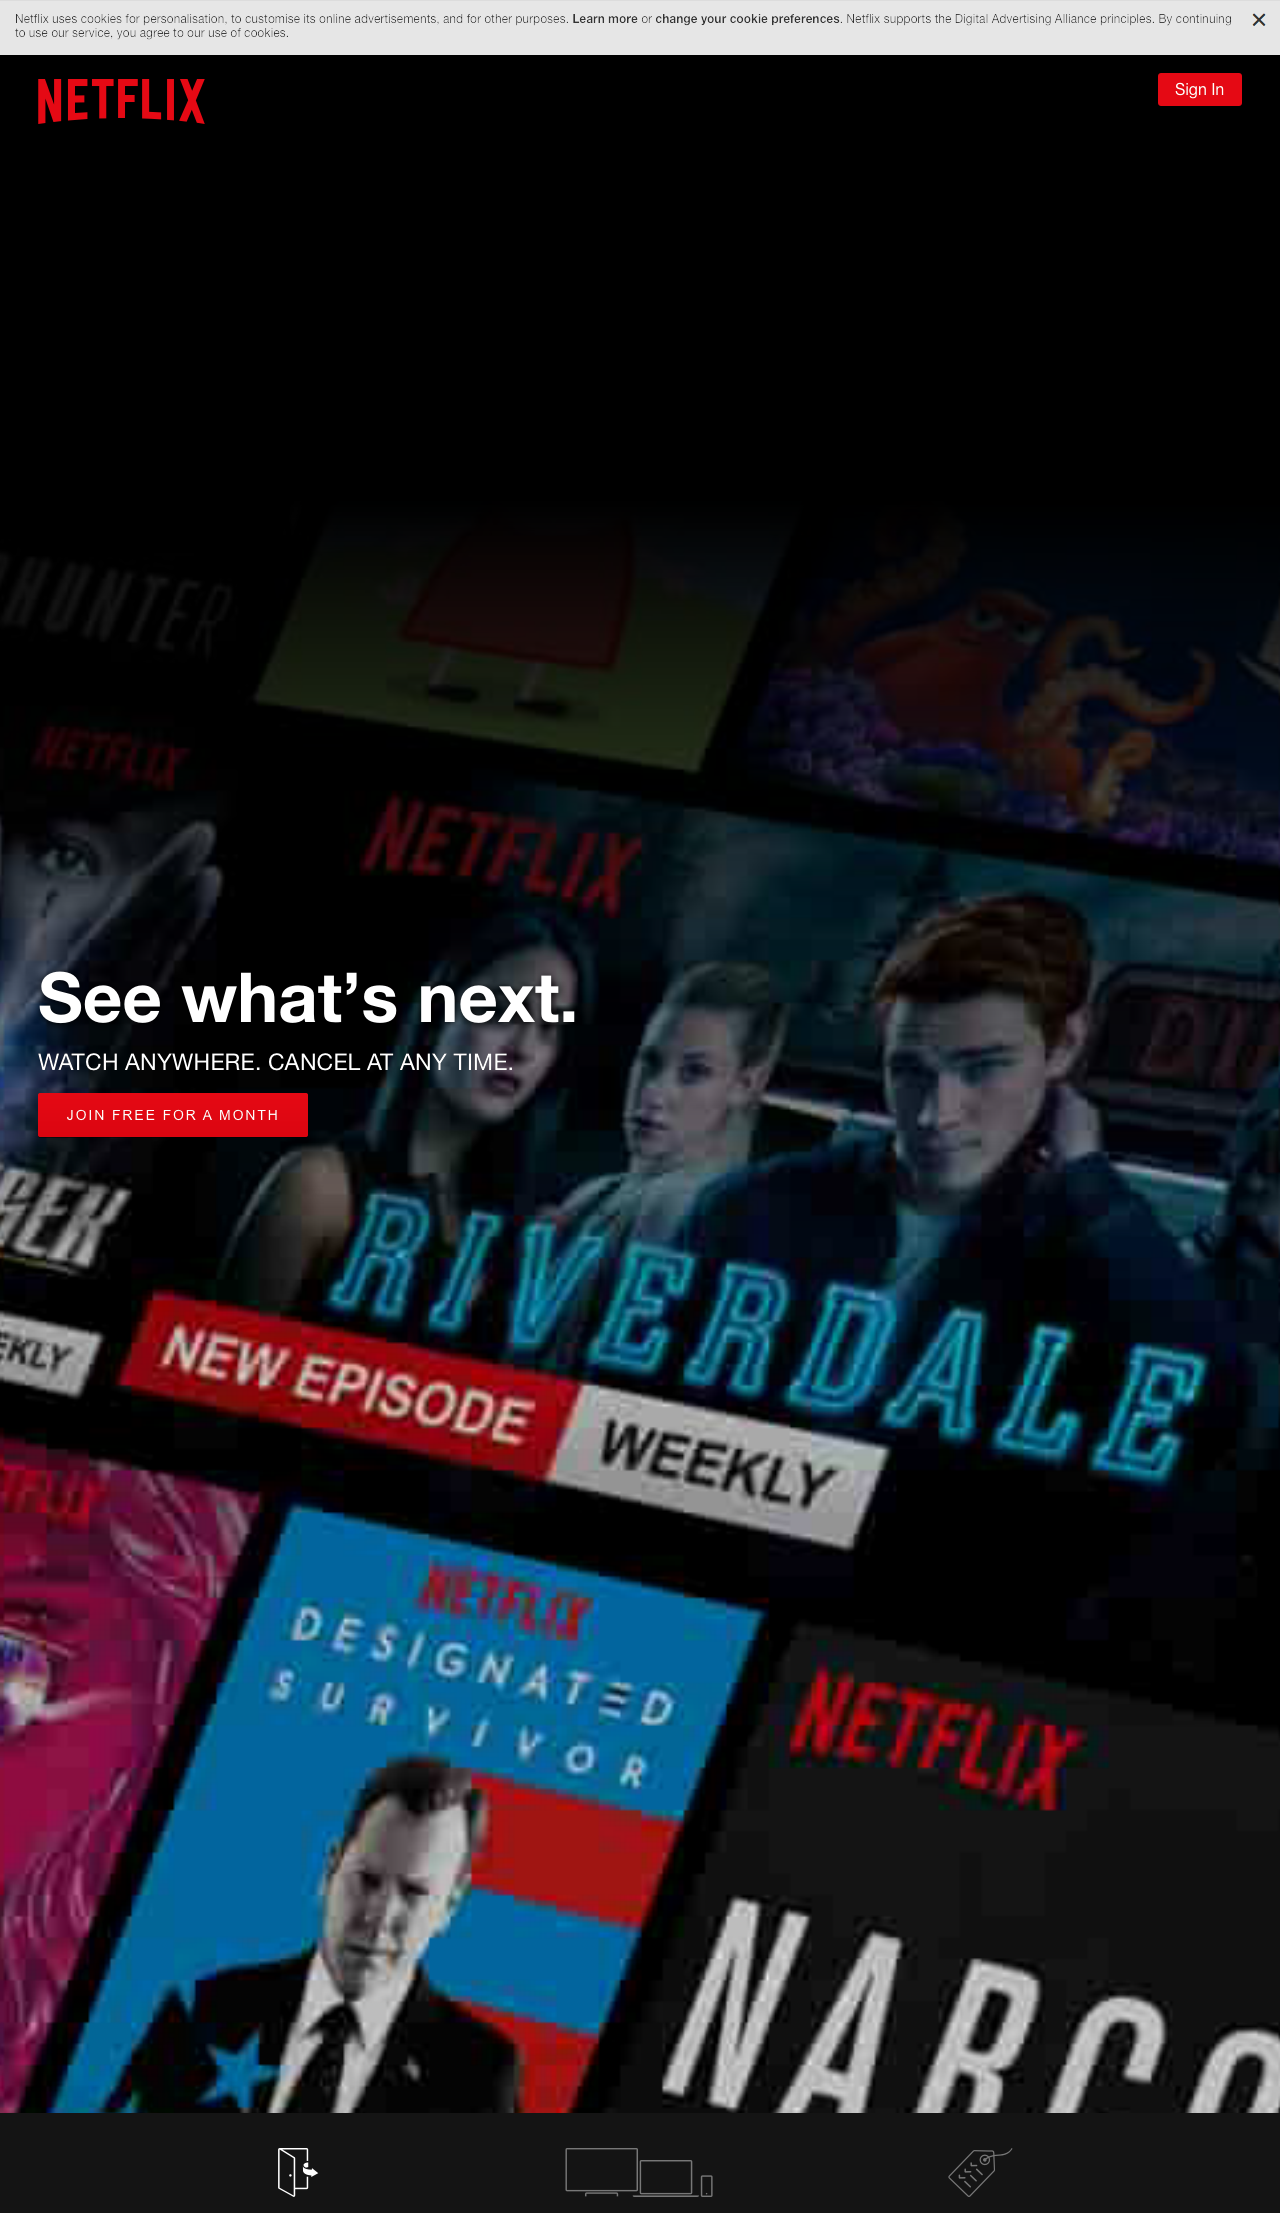 Netflix uses cookies for personalisation, to customise its online advertisements, and for other purposes. Learn more or change your cookie preferences. Netflix supports the Digital Advertising Alliance principles. By continuing
to use our service, you agree to our use of cookies.
NETFLIX
Sign In
HUNTER
NETFLIX
NETFLIX
See what’s next.
WATCH ANYWHERE. CANCEL AT ANY TIME.
JOIN FREE FOR A MONTH
RIVERDALE
EKLY
NEW EPISODE
WEEKLY
NETFLIX
DESIGNATED
SURVIVOR
NETFLIX
NARCO